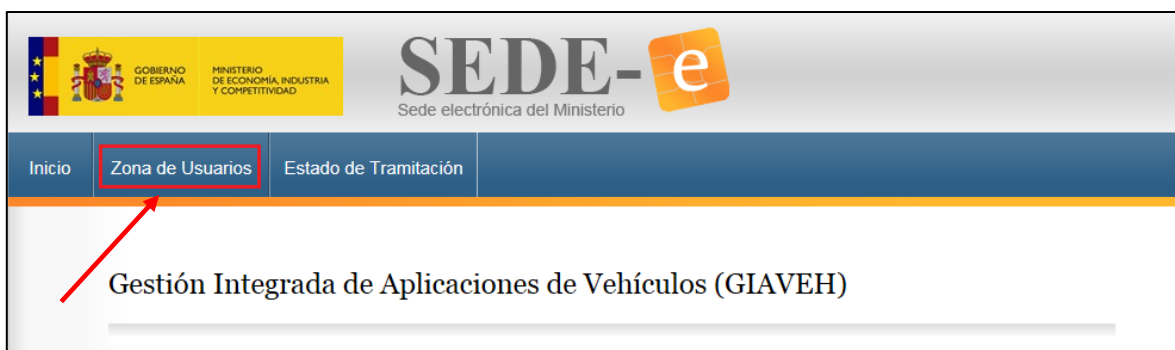 GOBIERNO
DE ESPAÑA
MINISTERIO
DE ECONOMÍA, INDUSTRIA
Y COMPETITIVIDAD
SEDE-e
Sede electrónica del Ministerio
Inicio Zona de Usuarios Estado de Tramitación
Gestión Integrada de Aplicaciones de Vehículos (GIAVEH)